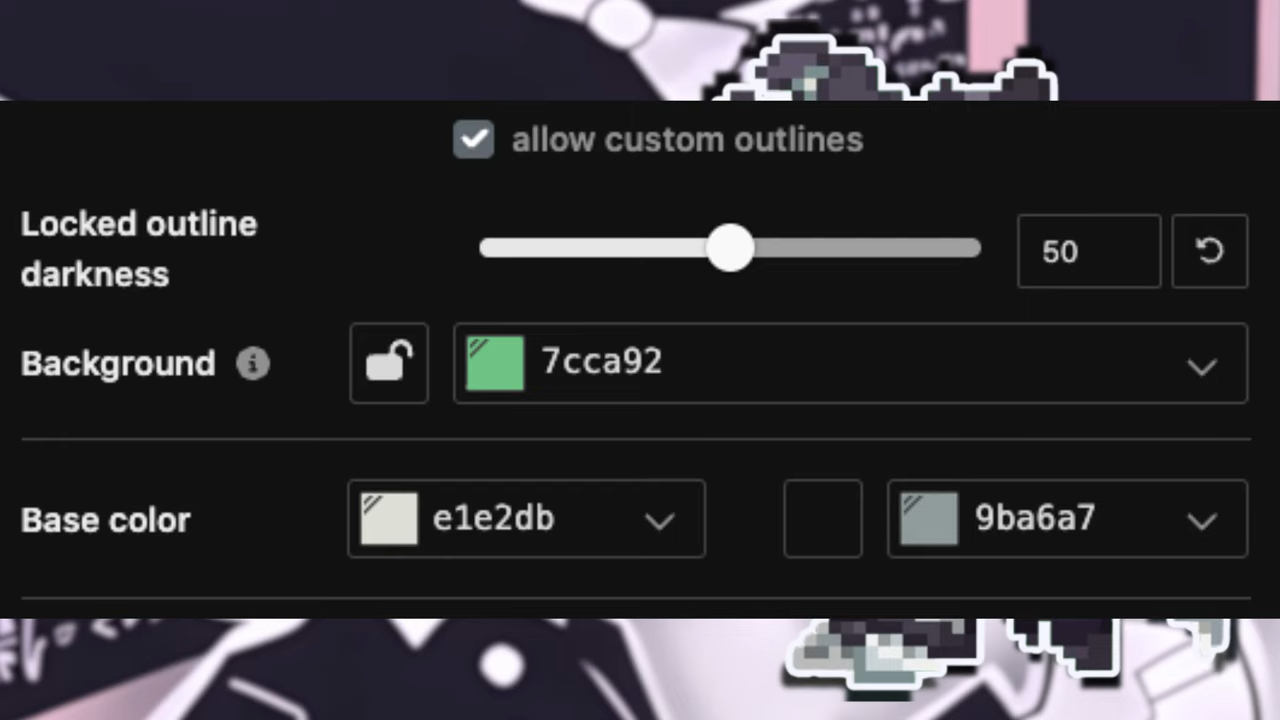 allow custom outlines
Locked outline
darkness
50
Background
7cca92
Base color
e1e2db
9ba6a7